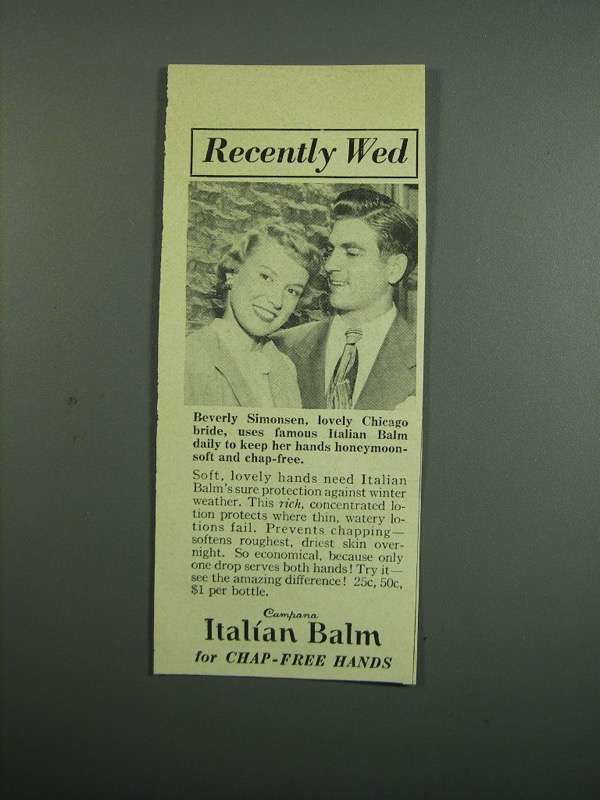 Recently Wed
Beverly Simonsen, lovely Chicago
bride, uses famous Italian Balm
daily to keep her hands honeymoon-
soft and chap-free.
Soft, lovely hands need Italian
Balm's sure protection against winter
weather. This rich, concentrated lo-
tion protects where thin, watery lo-
tions fail. Prevents chapping—
softens roughest, driest skin over-
night. So economical, because only
one drop serves both hands! Try it—
see the amazing difference! 25c, 50c,
$1 per bottle.
Campana
Italian Balm
for CHAP-FREE HANDS